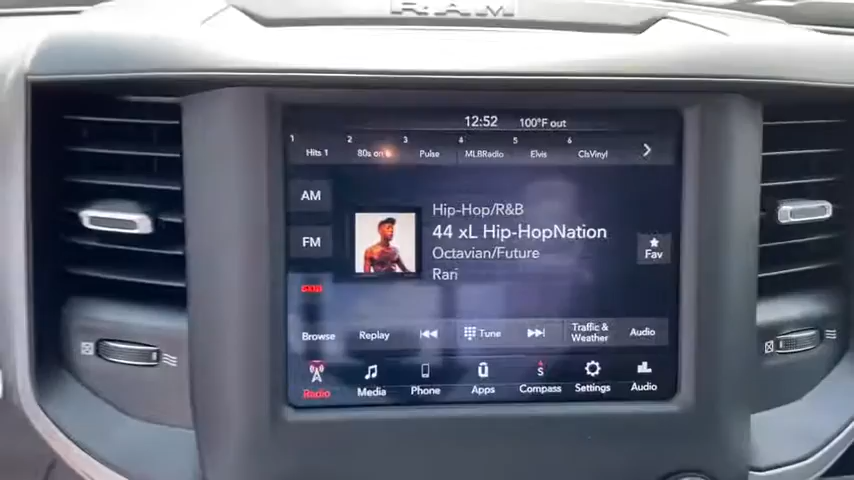 RAM
12:52 100°F out
1 Hits 1 2 80s on 3 Pulse 4 MLBRadio 5 Elvis 6 ChVinyl
AM
FM
SXM
Hip-Hop/R&B
44 xL Hip-HopNation
Octavian/Future
Rari
Fav
Browse Replay Tune Traffic & Weather Audio
Radio Media Phone Apps S Compass Settings Audio